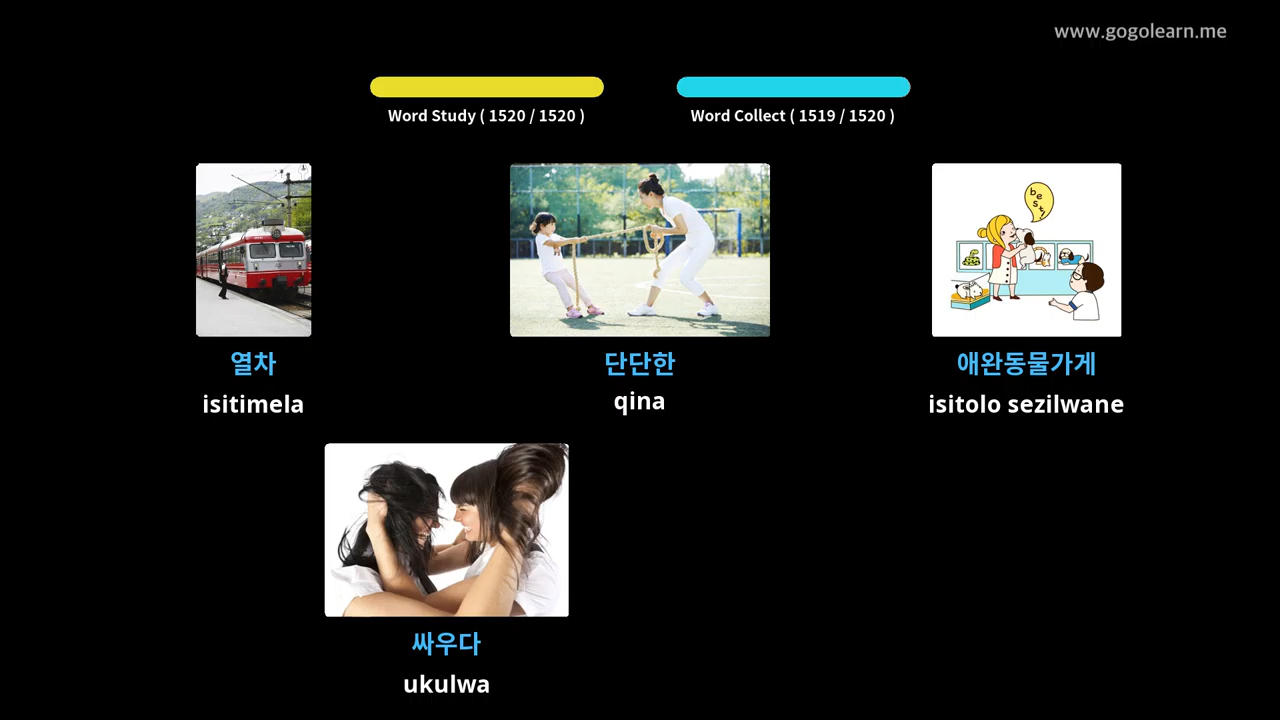 www.gogolearn.me
Word Study ( 1520 / 1520 )
Word Collect ( 1519 / 1520 )
best!
열차
단단한
애완동물가게
isitimela
qina
isitolo sezilwane
싸우다
ukulwa